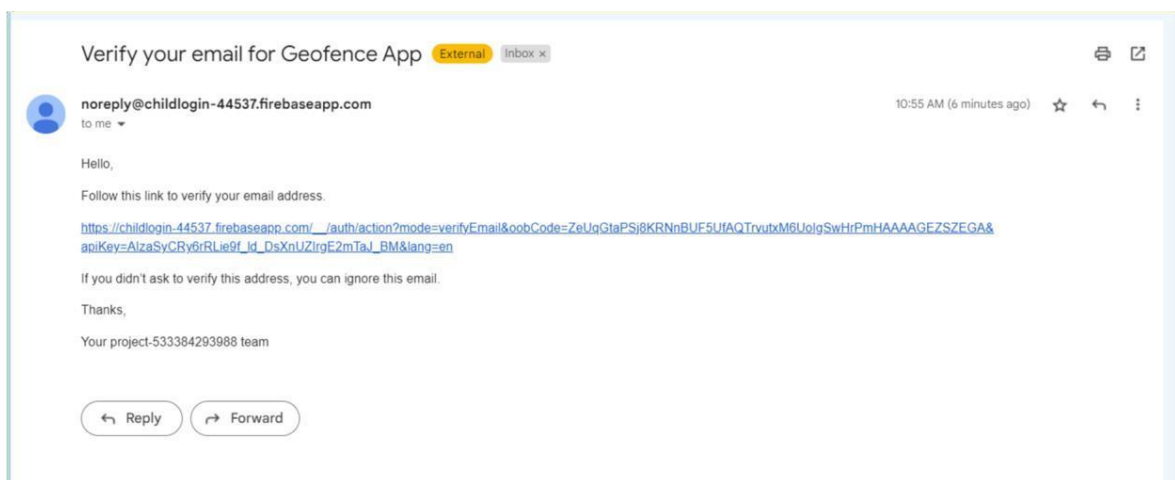 Verify your email for Geofence App External Inbox ×
noreply@childlogin-44537.firebaseapp.com 10:55 AM (6 minutes ago)
to me
Hello,
Follow this link to verify your email address.
https://childlogin-44537.firebaseapp.com/__/auth/action?mode=verifyEmail&oobCode=ZeUqGtaPSj8KRNnBUF5UfAQTrvutxM6UoIgSwHrPmHAAAAGEZSZEGA&
apiKey=AIzaSyCRy6rRLie9f_Id_DsXnUZIrgE2mTaJ_BM&lang=en
If you didn't ask to verify this address, you can ignore this email.
Thanks,
Your project-533384293988 team
Reply Forward